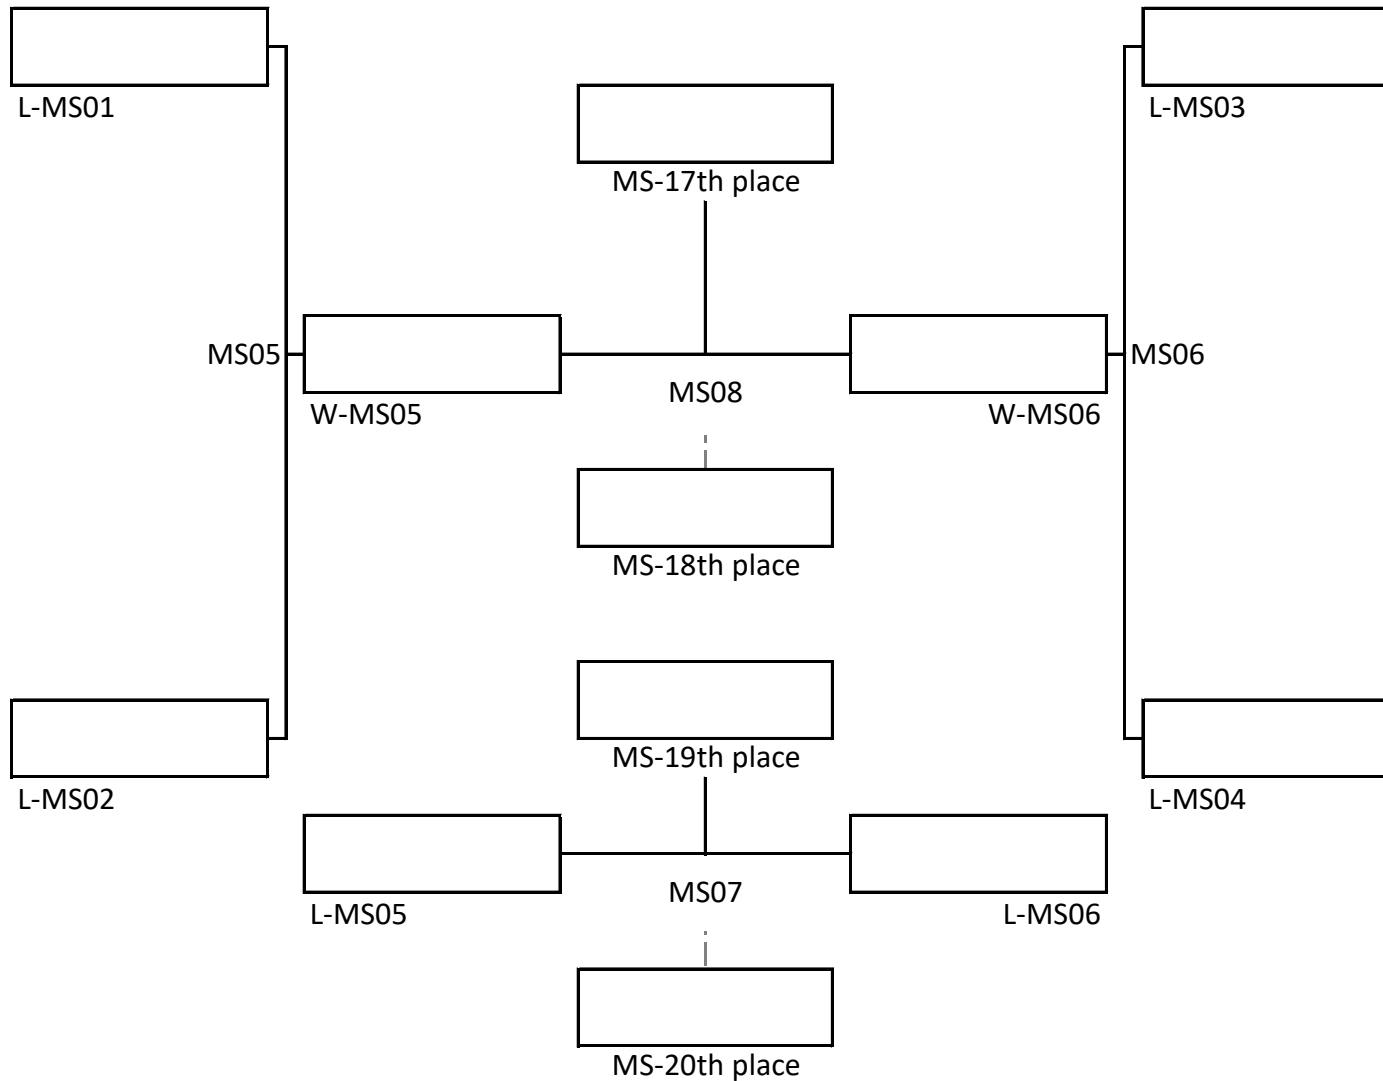 L-MS01
L-MS03
MS-17th place
MS05
MS06
W-MS05
MS08
W-MS06
MS-18th place
MS-19th place
L-MS02
L-MS04
L-MS05
MS07
L-MS06
MS-20th place